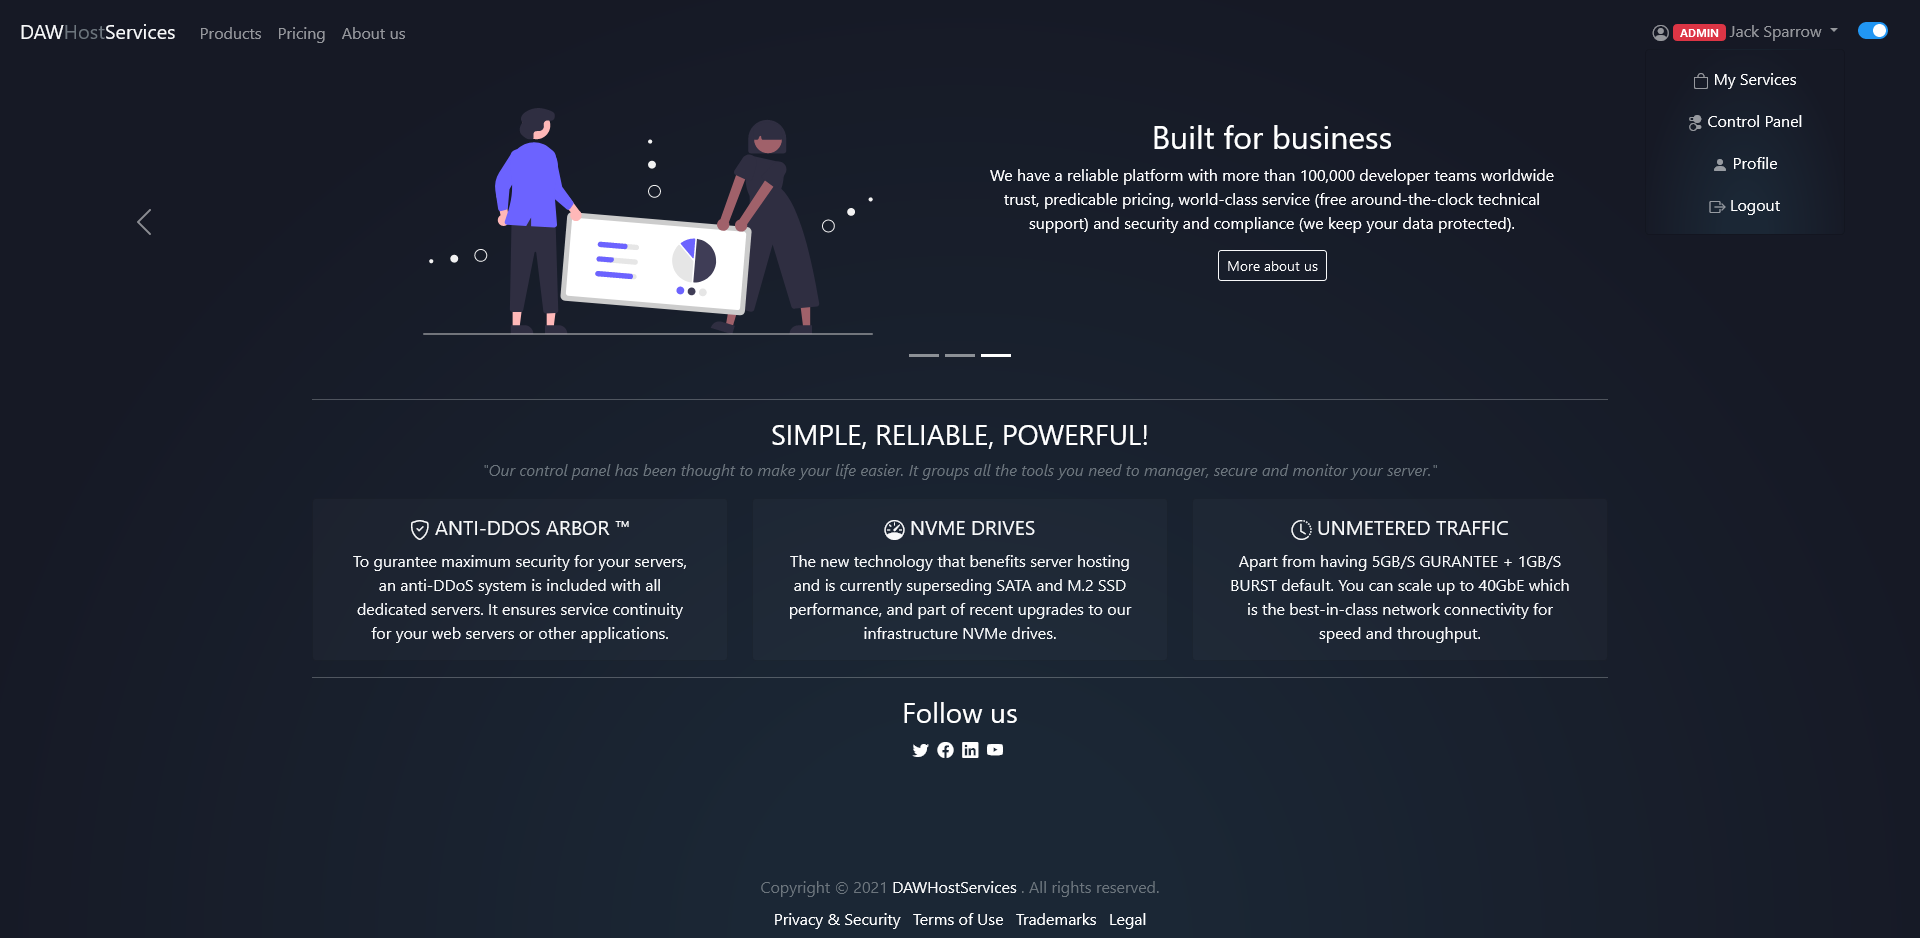 DAWHostServices Products Pricing About us
ADMIN Jack Sparrow
My Services
Control Panel
Profile
Logout
Built for business
We have a reliable platform with more than 100,000 developer teams worldwide
trust, predicable pricing, world-class service (free around-the-clock technical
support) and security and compliance (we keep your data protected).
More about us
SIMPLE, RELIABLE, POWERFUL!
"Our control panel has been thought to make your life easier. It groups all the tools you need to manager, secure and monitor your server."
ANTI-DDOS ARBOR ™
To gurantee maximum security for your servers,
an anti-DDoS system is included with all
dedicated servers. It ensures service continuity
for your web servers or other applications.
NVME DRIVES
The new technology that benefits server hosting
and is currently superseding SATA and M.2 SSD
performance, and part of recent upgrades to our
infrastructure NVMe drives.
UNMETERED TRAFFIC
Apart from having 5GB/S GURANTEE + 1GB/S
BURST default. You can scale up to 40GbE which
is the best-in-class network connectivity for
speed and throughput.
Follow us
Copyright © 2021 DAWHostServices . All rights reserved.
Privacy & Security Terms of Use Trademarks Legal